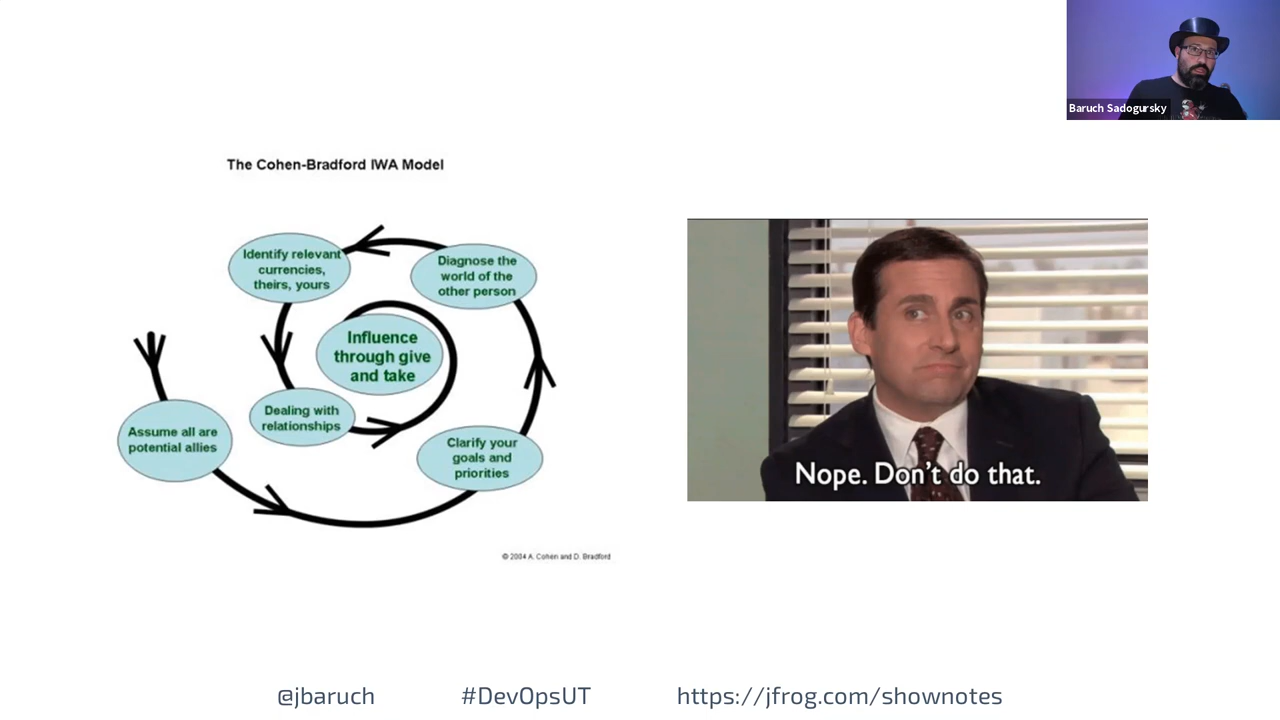 Baruch Sadogursky
The Cohen-Bradford IWA Model
Identify relevant
currencies,
theirs, yours
Diagnose the
world of the
other person
Influence
through give
and take
Dealing with
relationships
Assume all are
potential allies
Clarify your
goals and
priorities
© 2004 A. Cohen and D. Bradford
Nope. Don't do that.
@jbaruch
#DevOpsUT
https://jfrog.com/shownotes